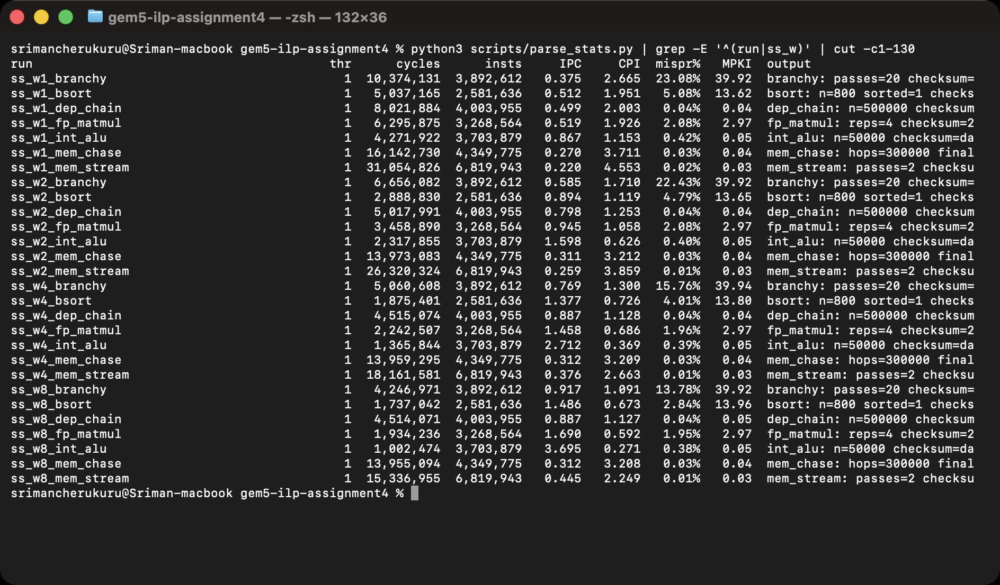 gem5-ilp-assignment4 — -zsh — 132×36
srimancherukuru@Sriman-macbook gem5-ilp-assignment4 % python3 scripts/parse_stats.py | grep -E '^(run|ss_w)' | cut -c1-130
run thr cycles insts IPC CPI mispr% MPKI output
ss_w1_branchy 1 10,374,131 3,892,612 0.375 2.665 23.08% 39.92 branchy: passes=20 checksum=
ss_w1_bsort 1 5,037,165 2,581,636 0.512 1.951 5.08% 13.62 bsort: n=800 sorted=1 checks
ss_w1_dep_chain 1 8,021,884 4,003,955 0.499 2.003 0.04% 0.04 dep_chain: n=500000 checksum
ss_w1_fp_matmul 1 6,295,875 3,268,564 0.519 1.926 2.08% 2.97 fp_matmul: reps=4 checksum=2
ss_w1_int_alu 1 4,271,922 3,703,879 0.867 1.153 0.42% 0.05 int_alu: n=50000 checksum=da
ss_w1_mem_chase 1 16,142,730 4,349,775 0.270 3.711 0.03% 0.04 mem_chase: hops=300000 final
ss_w1_mem_stream 1 31,054,826 6,819,943 0.220 4.553 0.02% 0.03 mem_stream: passes=2 checksu
ss_w2_branchy 1 6,656,082 3,892,612 0.585 1.710 22.43% 39.92 branchy: passes=20 checksum=
ss_w2_bsort 1 2,888,830 2,581,636 0.894 1.119 4.79% 13.65 bsort: n=800 sorted=1 checks
ss_w2_dep_chain 1 5,017,991 4,003,955 0.798 1.253 0.04% 0.04 dep_chain: n=500000 checksum
ss_w2_fp_matmul 1 3,458,890 3,268,564 0.945 1.058 2.08% 2.97 fp_matmul: reps=4 checksum=2
ss_w2_int_alu 1 2,317,855 3,703,879 1.598 0.626 0.40% 0.05 int_alu: n=50000 checksum=da
ss_w2_mem_chase 1 13,973,083 4,349,775 0.311 3.212 0.03% 0.04 mem_chase: hops=300000 final
ss_w2_mem_stream 1 26,320,324 6,819,943 0.259 3.859 0.01% 0.03 mem_stream: passes=2 checksu
ss_w4_branchy 1 5,060,608 3,892,612 0.769 1.300 15.76% 39.94 branchy: passes=20 checksum=
ss_w4_bsort 1 1,875,401 2,581,636 1.377 0.726 4.01% 13.80 bsort: n=800 sorted=1 checks
ss_w4_dep_chain 1 4,515,074 4,003,955 0.887 1.128 0.04% 0.04 dep_chain: n=500000 checksum
ss_w4_fp_matmul 1 2,242,507 3,268,564 1.458 0.686 1.96% 2.97 fp_matmul: reps=4 checksum=2
ss_w4_int_alu 1 1,365,844 3,703,879 2.712 0.369 0.39% 0.05 int_alu: n=50000 checksum=da
ss_w4_mem_chase 1 13,959,295 4,349,775 0.312 3.209 0.03% 0.04 mem_chase: hops=300000 final
ss_w4_mem_stream 1 18,161,581 6,819,943 0.376 2.663 0.01% 0.03 mem_stream: passes=2 checksu
ss_w8_branchy 1 4,246,971 3,892,612 0.917 1.091 13.78% 39.92 branchy: passes=20 checksum=
ss_w8_bsort 1 1,737,042 2,581,636 1.486 0.673 2.84% 13.96 bsort: n=800 sorted=1 checks
ss_w8_dep_chain 1 4,514,071 4,003,955 0.887 1.127 0.04% 0.05 dep_chain: n=500000 checksum
ss_w8_fp_matmul 1 1,934,236 3,268,564 1.690 0.592 1.95% 2.97 fp_matmul: reps=4 checksum=2
ss_w8_int_alu 1 1,002,474 3,703,879 3.695 0.271 0.38% 0.05 int_alu: n=50000 checksum=da
ss_w8_mem_chase 1 13,955,094 4,349,775 0.312 3.208 0.03% 0.04 mem_chase: hops=300000 final
ss_w8_mem_stream 1 15,336,955 6,819,943 0.445 2.249 0.01% 0.03 mem_stream: passes=2 checksu
srimancherukuru@Sriman-macbook gem5-ilp-assignment4 %